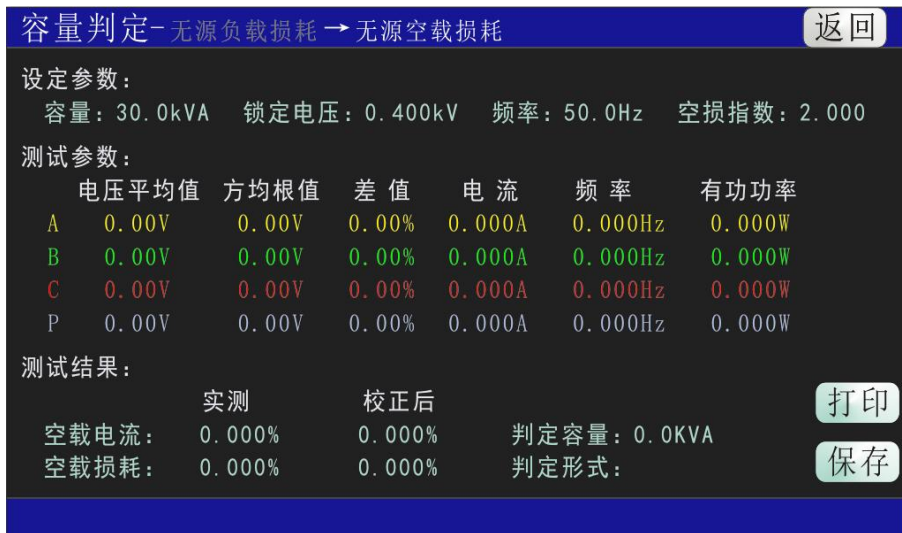 容量判定-无源负载损耗→无源空载损耗 返回
设定参数:
容量: 30.0kVA 锁定电压: 0.400kV 频率: 50.0Hz 空损指数: 2.000
测试参数:
电压平均值 方均根值 差 值 电 流 频 率 有功功率
A 0.00V 0.00V 0.00% 0.000A 0.000Hz 0.000W
B 0.00V 0.00V 0.00% 0.000A 0.000Hz 0.000W
C 0.00V 0.00V 0.00% 0.000A 0.000Hz 0.000W
P 0.00V 0.00V 0.00% 0.000A 0.000Hz 0.000W
测试结果:
实测 校正后 打印
空载电流: 0.000% 0.000% 判定容量: 0.0KVA
空载损耗: 0.000% 0.000% 判定形式: 保存